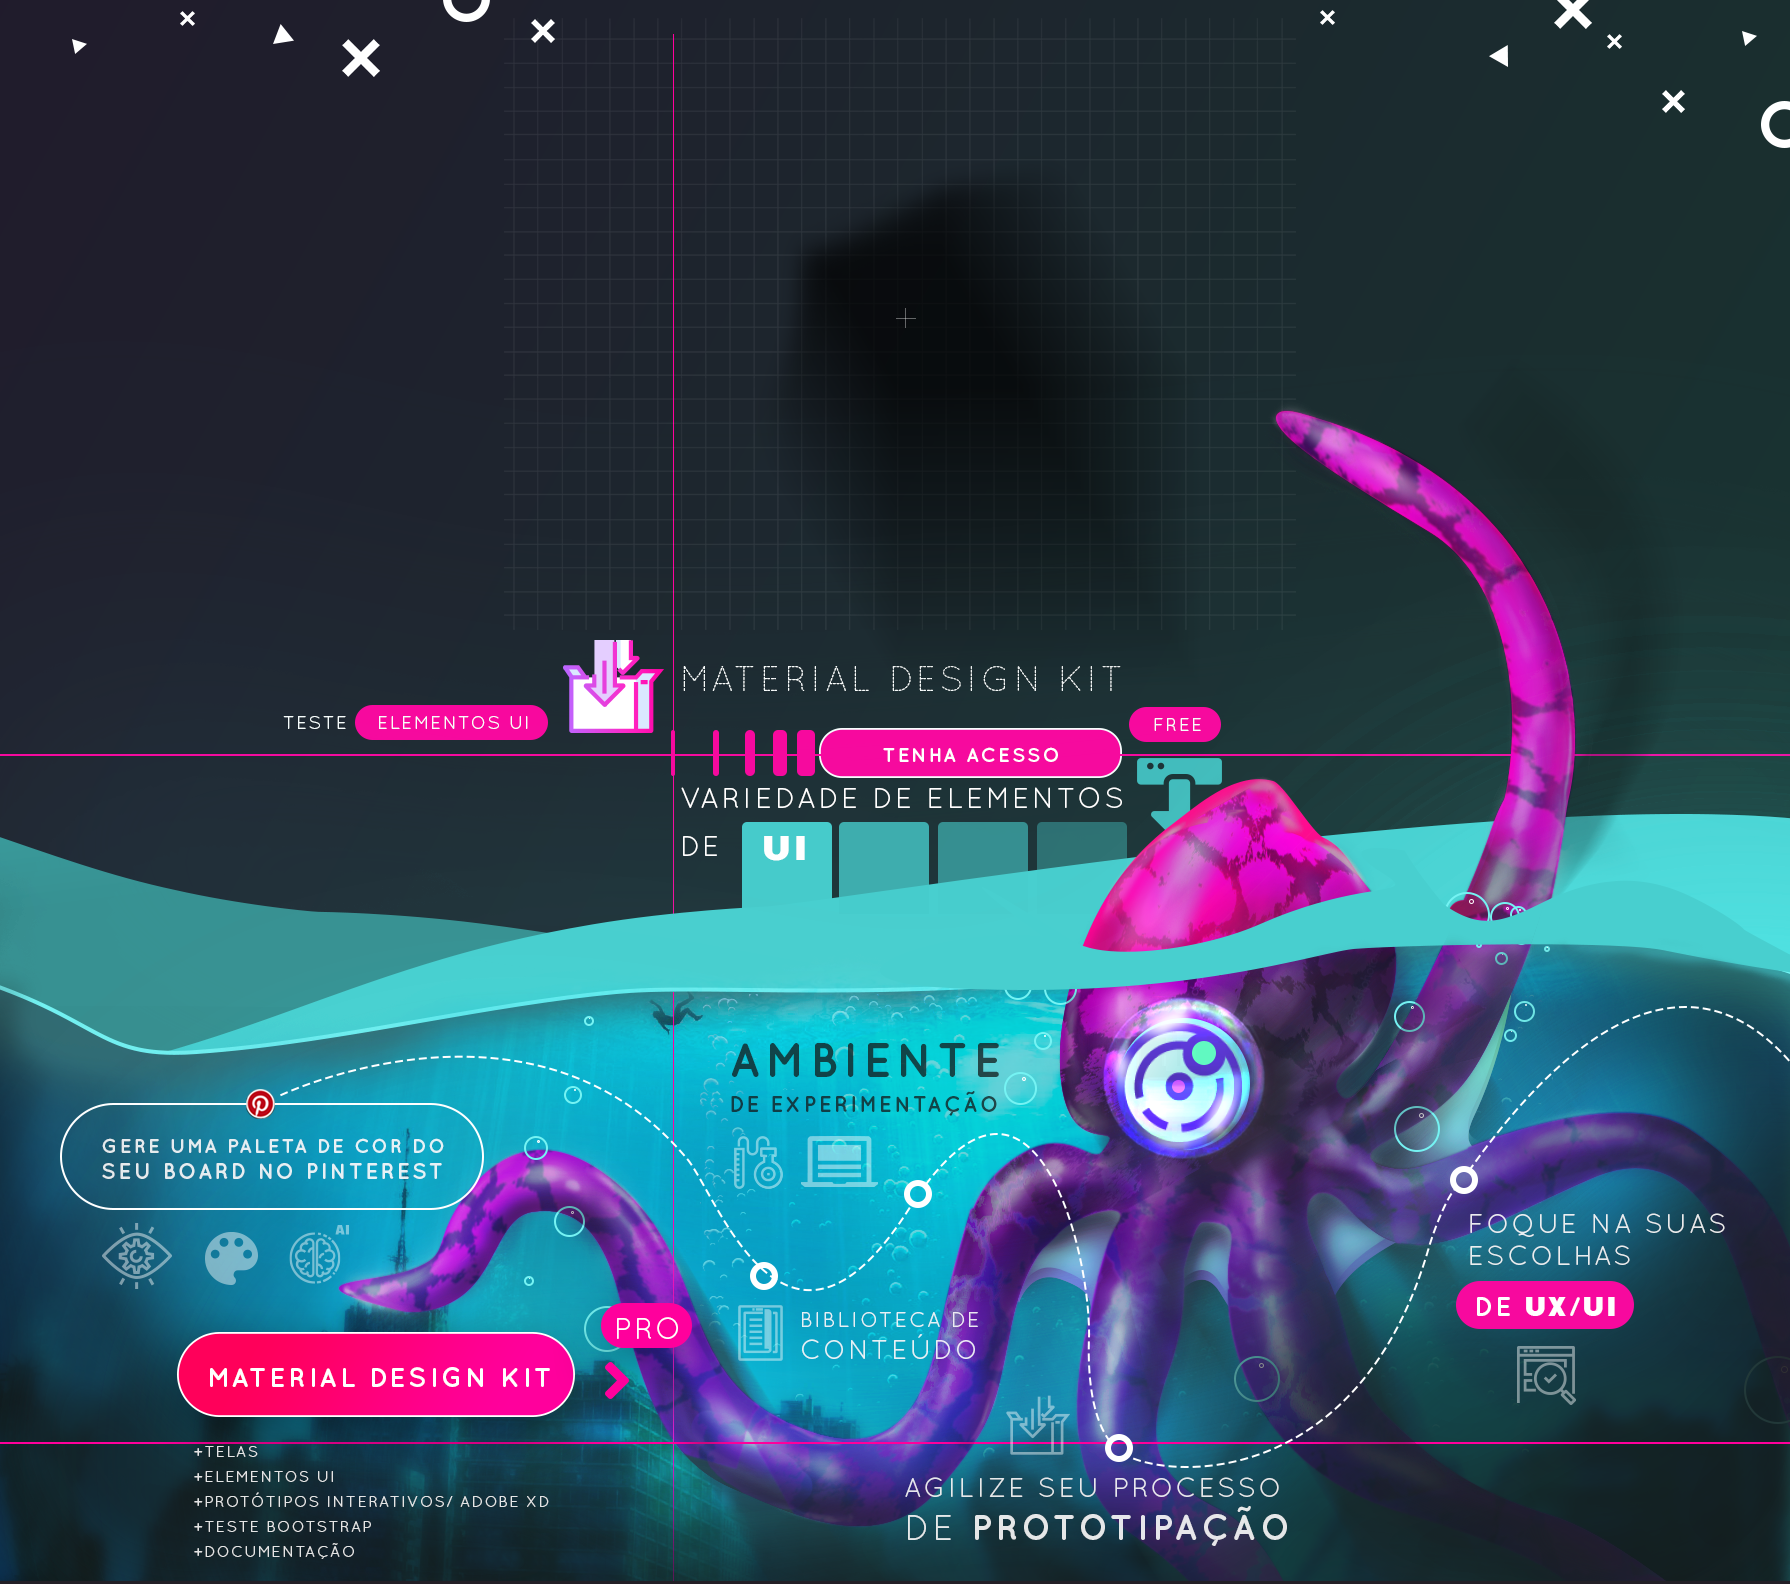 MATERIAL DESIGN KIT
TESTE ELEMENTOS UI
FREE
TENHA ACESSO
VARIEDADE DE ELEMENTOS
DE UI
AMBIENTE
DE EXPERIMENTAÇÃO
GERE UMA PALETA DE COR DO
SEU BOARD NO PINTEREST
AI
FOQUE NA SUAS
ESCOLHAS
DE UX/UI
BIBLIOTECA DE
CONTEÚDO
PRO
MATERIAL DESIGN KIT
+TELAS
+ELEMENTOS UI
+PROTÓTIPOS INTERATIVOS/ ADOBE XD
+TESTE BOOTSTRAP
+DOCUMENTAÇÃO
AGILIZE SEU PROCESSO
DE PROTOTIPAÇÃO